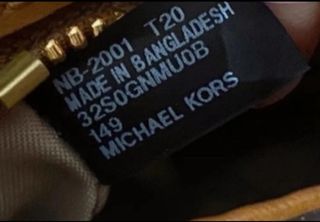 NB-2001 T20
MADE IN BANGLADESH
32S0GNMU0B
149
MICHAEL KORS